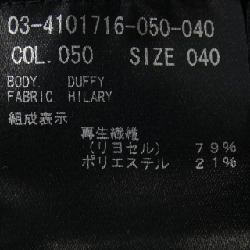 03-4101716-050-040
COL. 050 SIZE 040
BODY. DUFFY
FABRIC HILARY
組成表示
再生繊維
(リヨセル) 79%
ポリエステル 21%